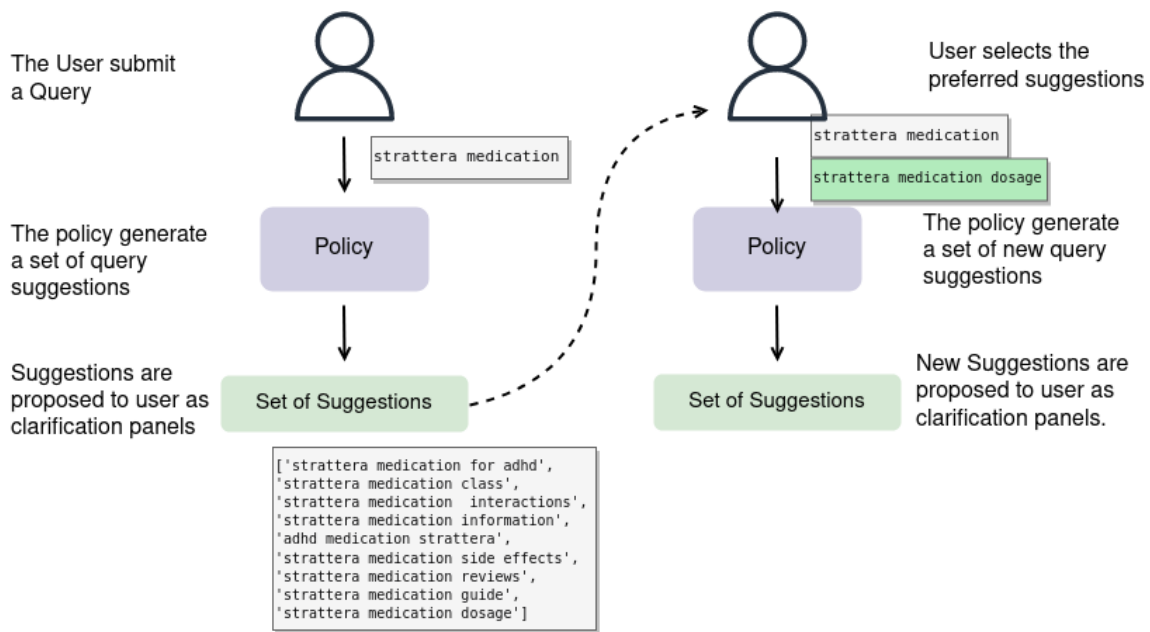 The User submit
a Query
strattera medication
The policy generate
a set of query
suggestions
Policy
Suggestions are
proposed to user as
clarification panels
Set of Suggestions
['strattera medication for adhd',
'strattera medication class',
'strattera medication  interactions',
'strattera medication information',
'adhd medication strattera',
'strattera medication side effects',
'strattera medication reviews',
'strattera medication guide',
'strattera medication dosage']
User selects the
preferred suggestions
strattera medication
strattera medication dosage
Policy
The policy generate
a set of new query
suggestions
Set of Suggestions
New Suggestions are
proposed to user as
clarification panels.